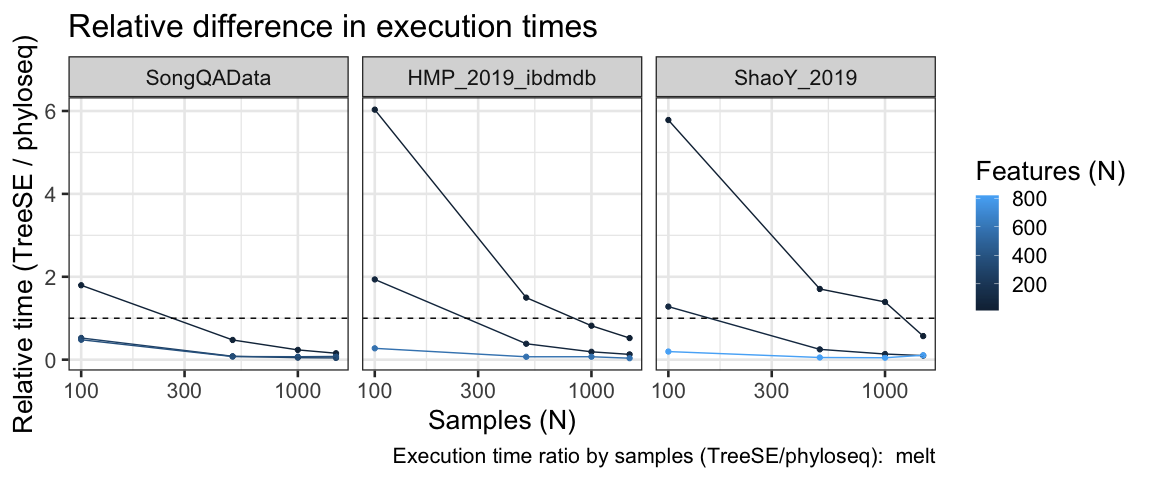 Relative difference in execution times
SongQAData HMP_2019_ibdmdb ShaoY_2019
Relative time (TreeSE / phyloseq)
6
4
2
0
100 300 1000 100 300 1000 100 300 1000
Samples (N)
Features (N)
800
600
400
200
Execution time ratio by samples (TreeSE/phyloseq):  melt